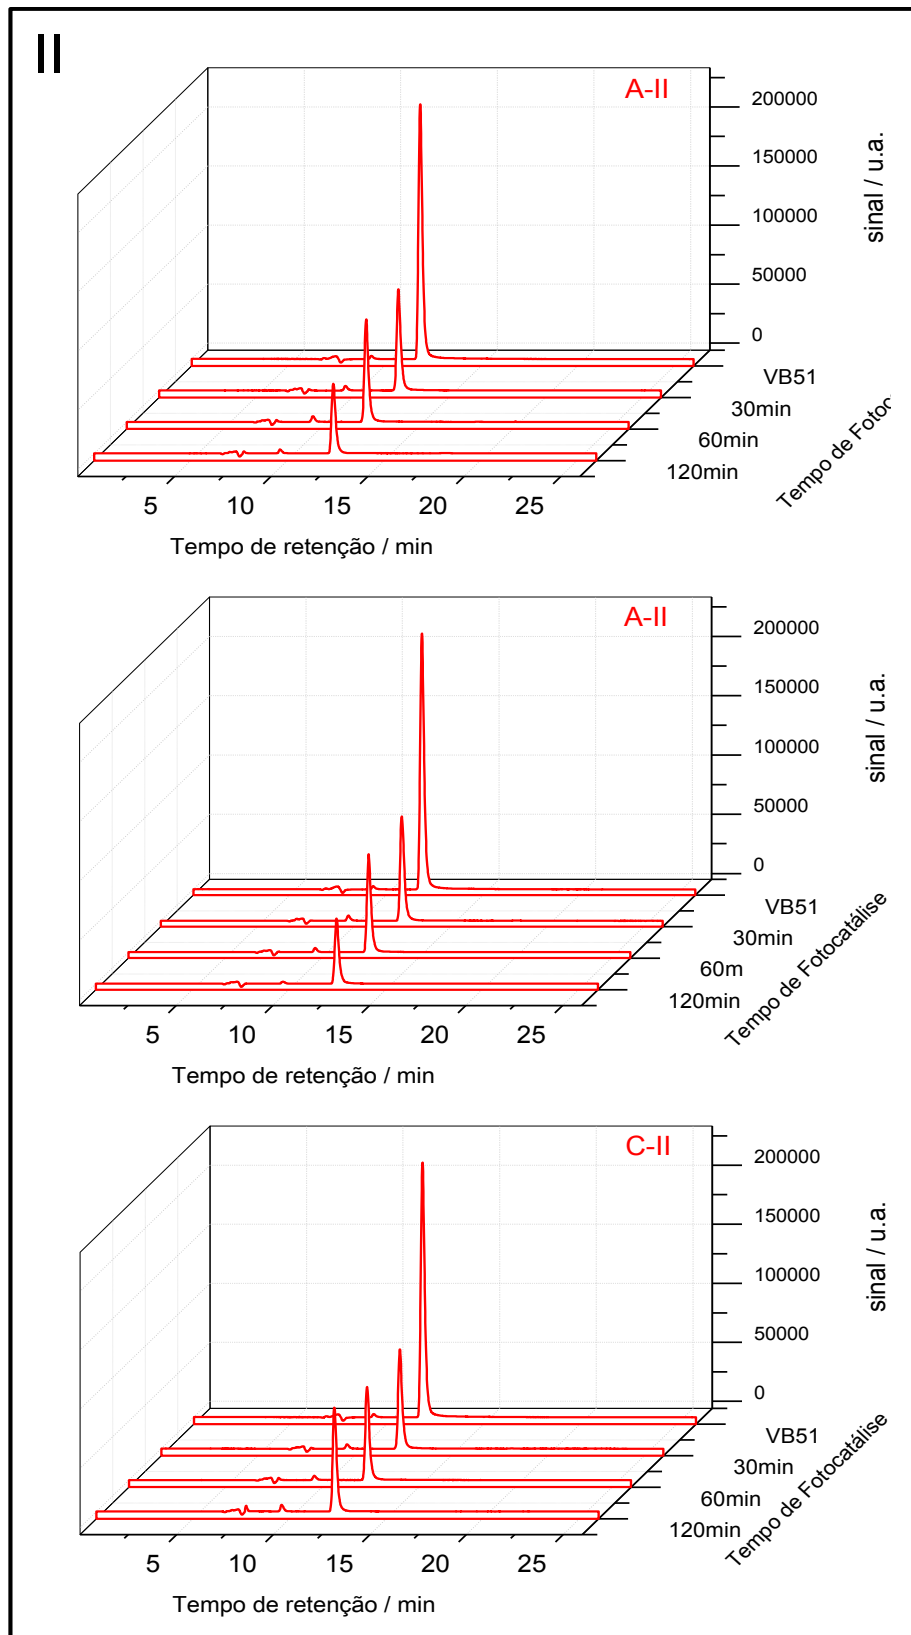 II
A-II
200000
150000
100000
50000
0
sinal / u.a.
VB51
30min
60min
120min
Tempo de Fotoc
5 10 15 20 25
Tempo de retenção / min
A-II
200000
150000
100000
50000
0
sinal / u.a.
VB51
30min
60m
120min
Tempo de Fotocatálise
5 10 15 20 25
Tempo de retenção / min
C-II
200000
150000
100000
50000
0
sinal / u.a.
VB51
30min
60min
120min
Tempo de Fotocatálise
5 10 15 20 25
Tempo de retenção / min